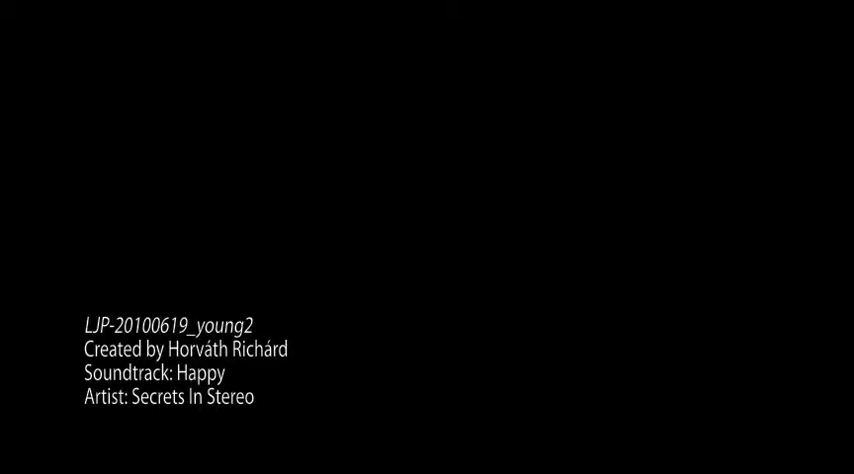 LJP-20100619_young2
Created by Horváth Richárd
Soundtrack: Happy
Artist: Secrets In Stereo